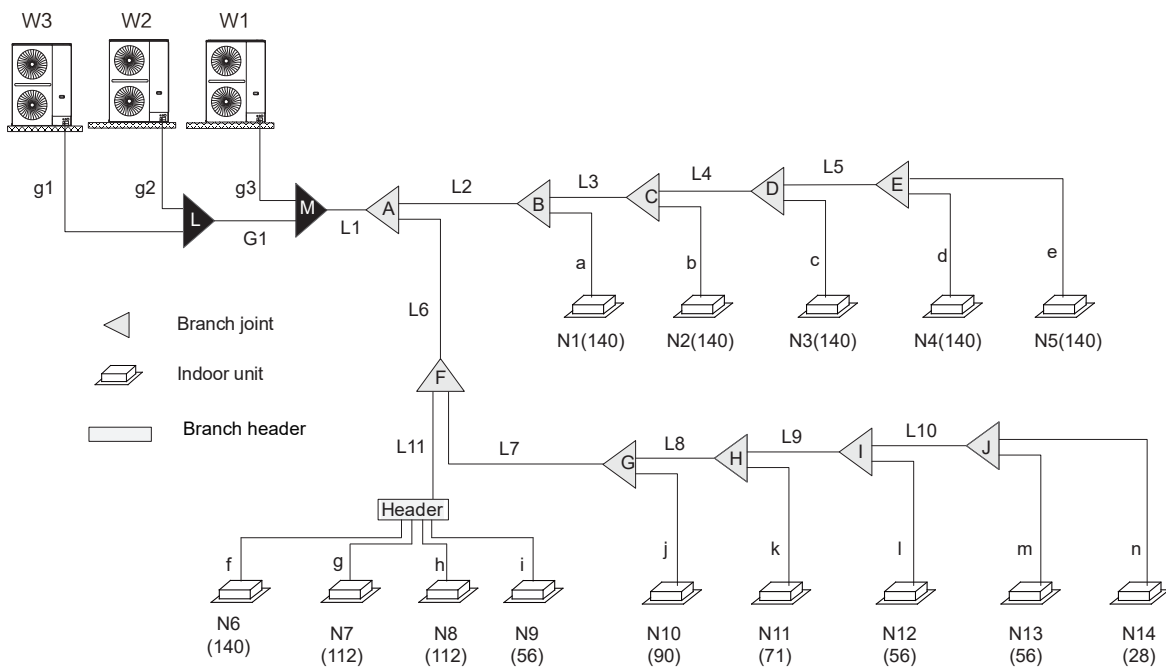 W3 W2 W1
g1 g2 g3
L M A L2 B L3 C L4 D L5 E
G1 L1
a b c d e
L6
Branch joint
N1(140) N2(140) N3(140) N4(140) N5(140)
Indoor unit
F
Branch header
L11 L7 G L8 H L9 I L10 J
Header
f g h i j k l m n
N6 N7 N8 N9 N10 N11 N12 N13 N14
(140) (112) (112) (56) (90) (71) (56) (56) (28)